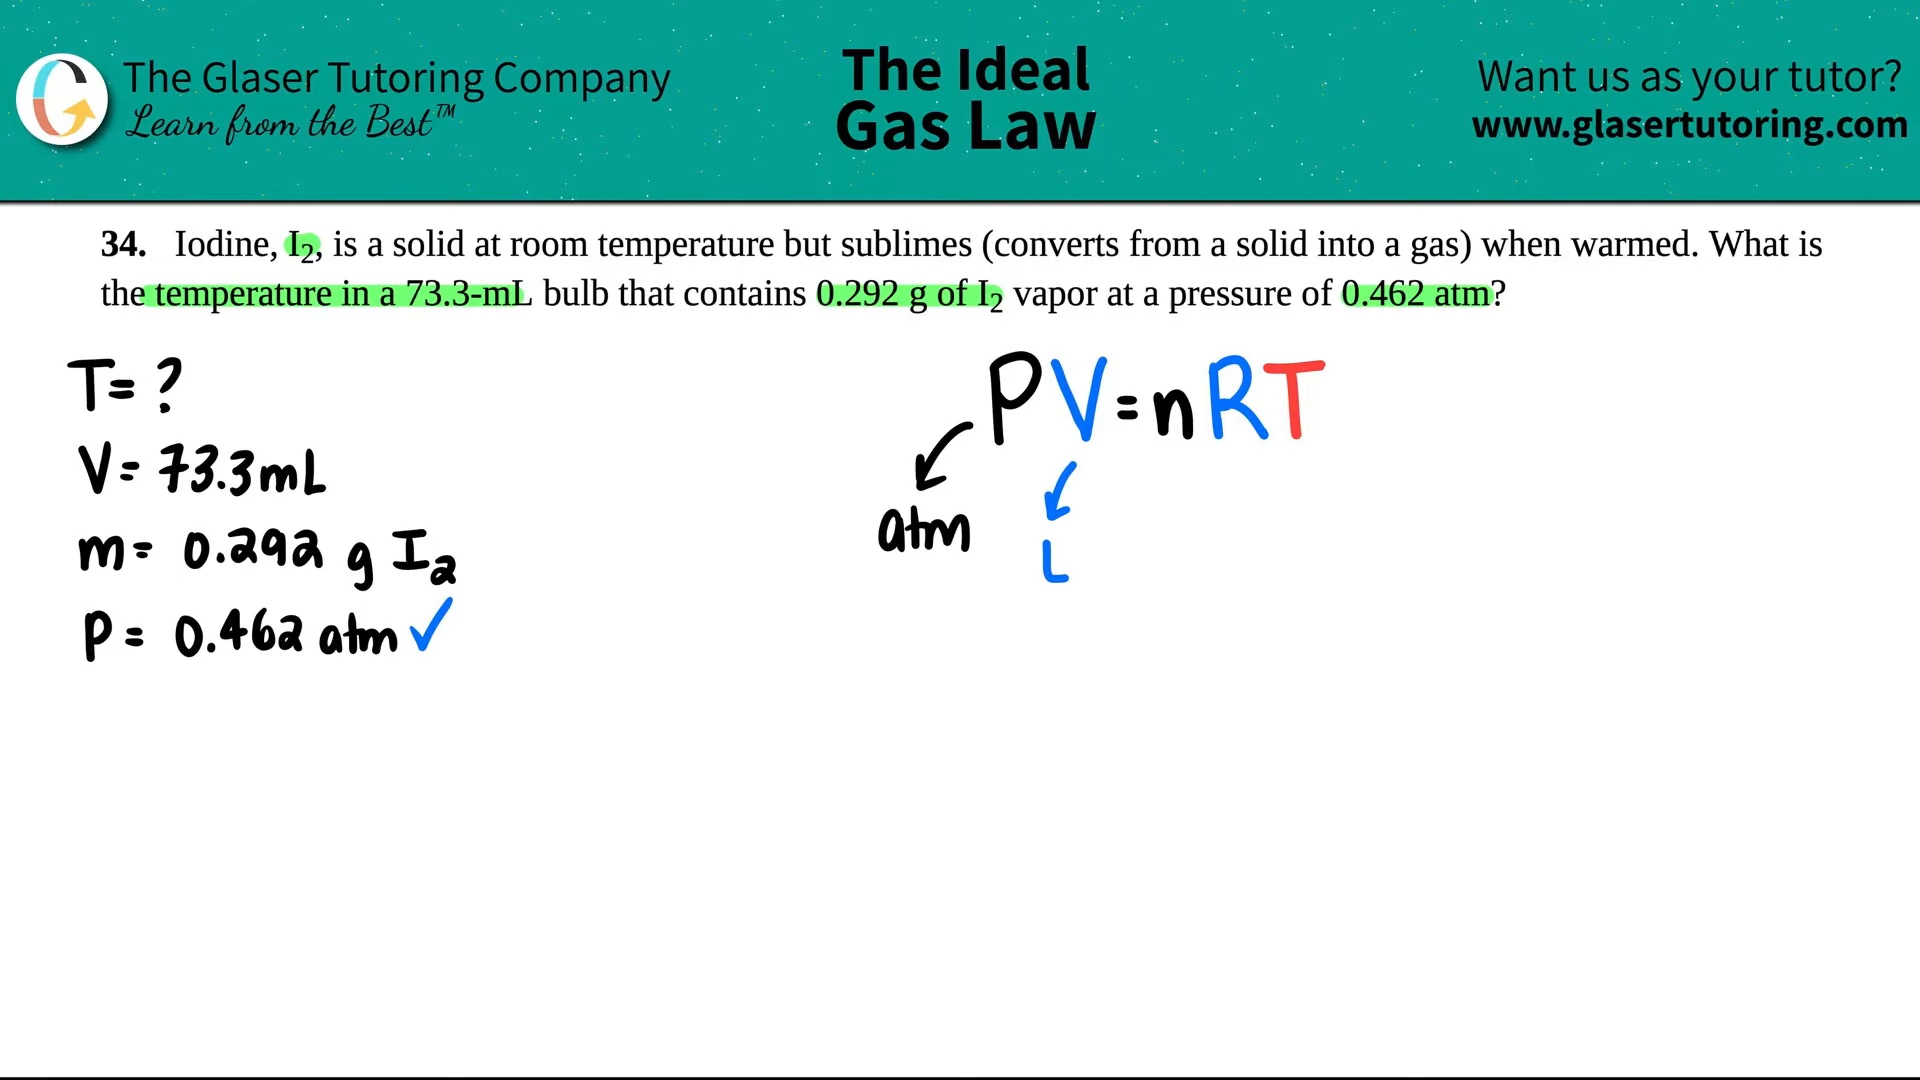 The Glaser Tutoring Company
Learn from the Best™
The Ideal
Gas Law
Want us as your tutor?
www.glasertutoring.com
34. Iodine, I₂, is a solid at room temperature but sublimes (converts from a solid into a gas) when warmed. What is
the temperature in a 73.3-mL bulb that contains 0.292 g of I₂ vapor at a pressure of 0.462 atm?
T= ?
V= 73.3mL
m= 0.292 g I₂
P= 0.462 atm ✓
PV=nRT
atm
L